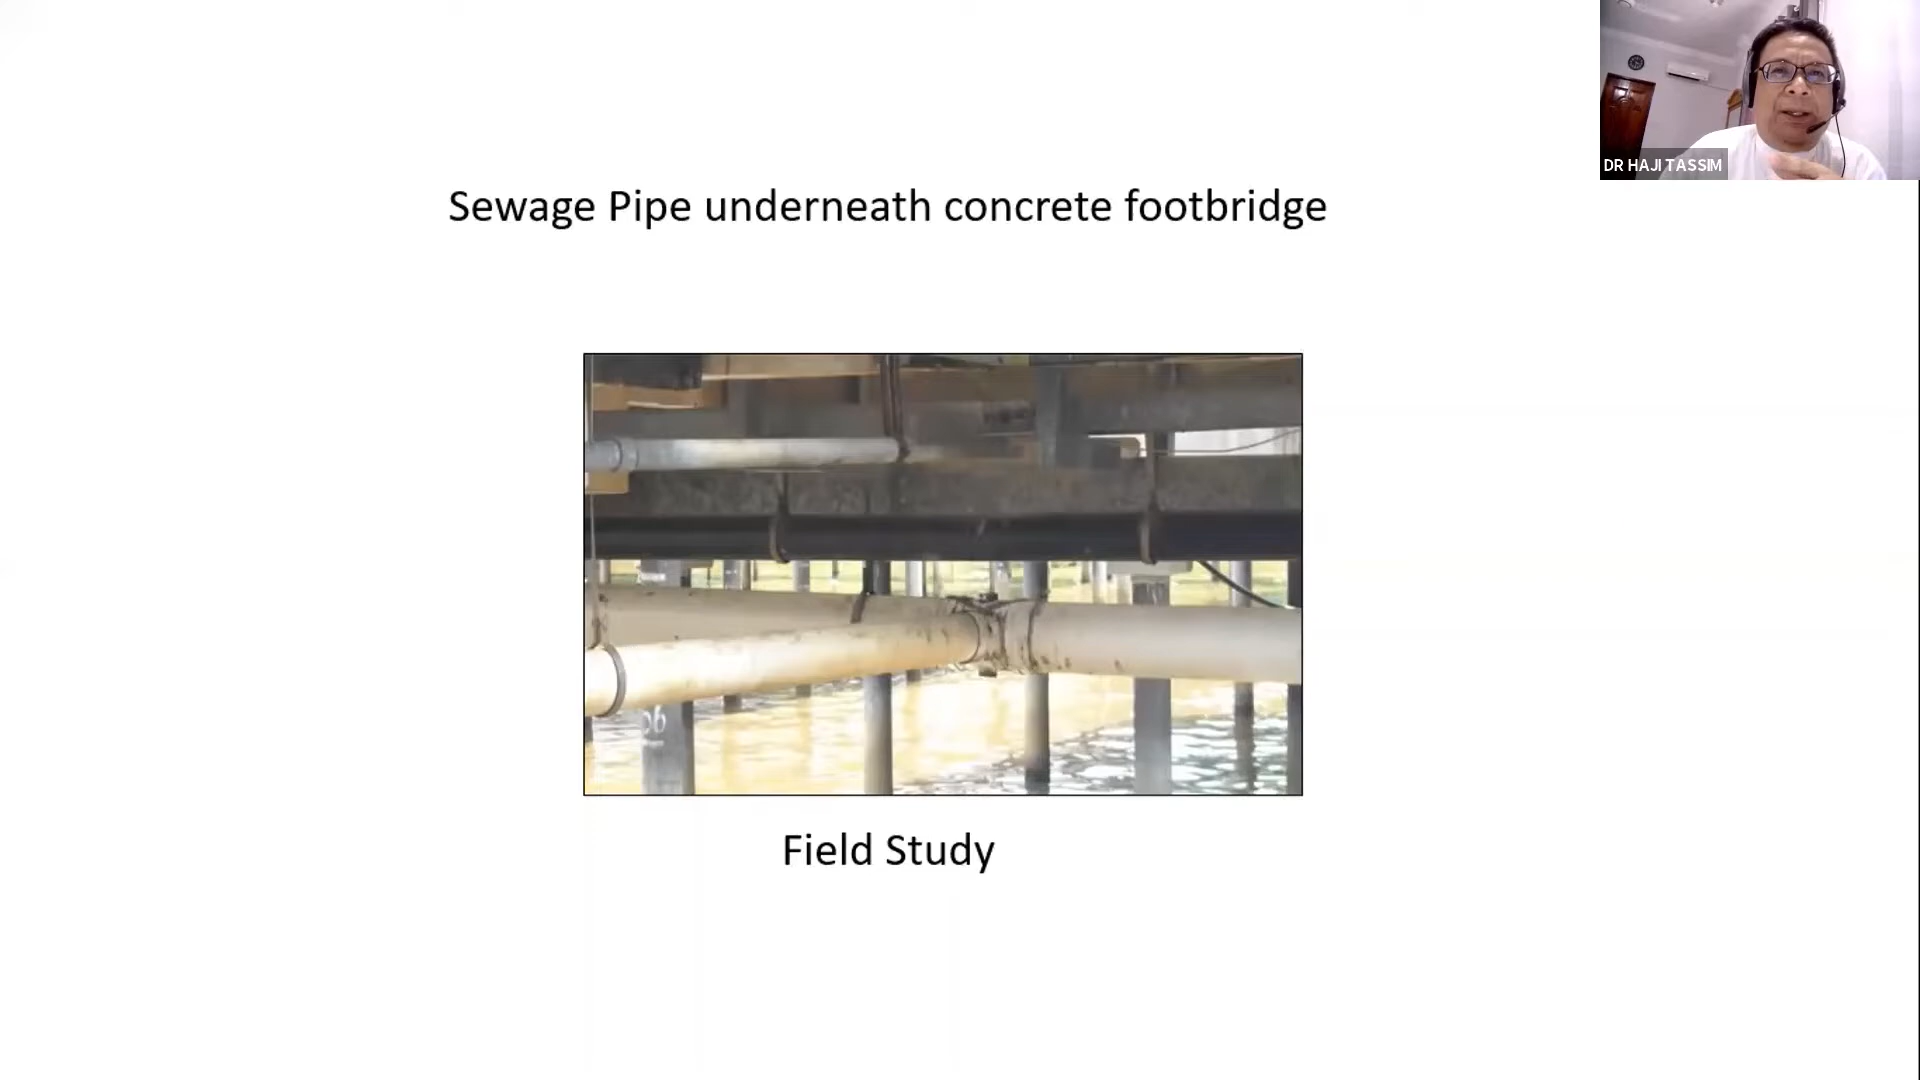 DR HAJI TASSIM
Sewage Pipe underneath concrete footbridge
Field Study